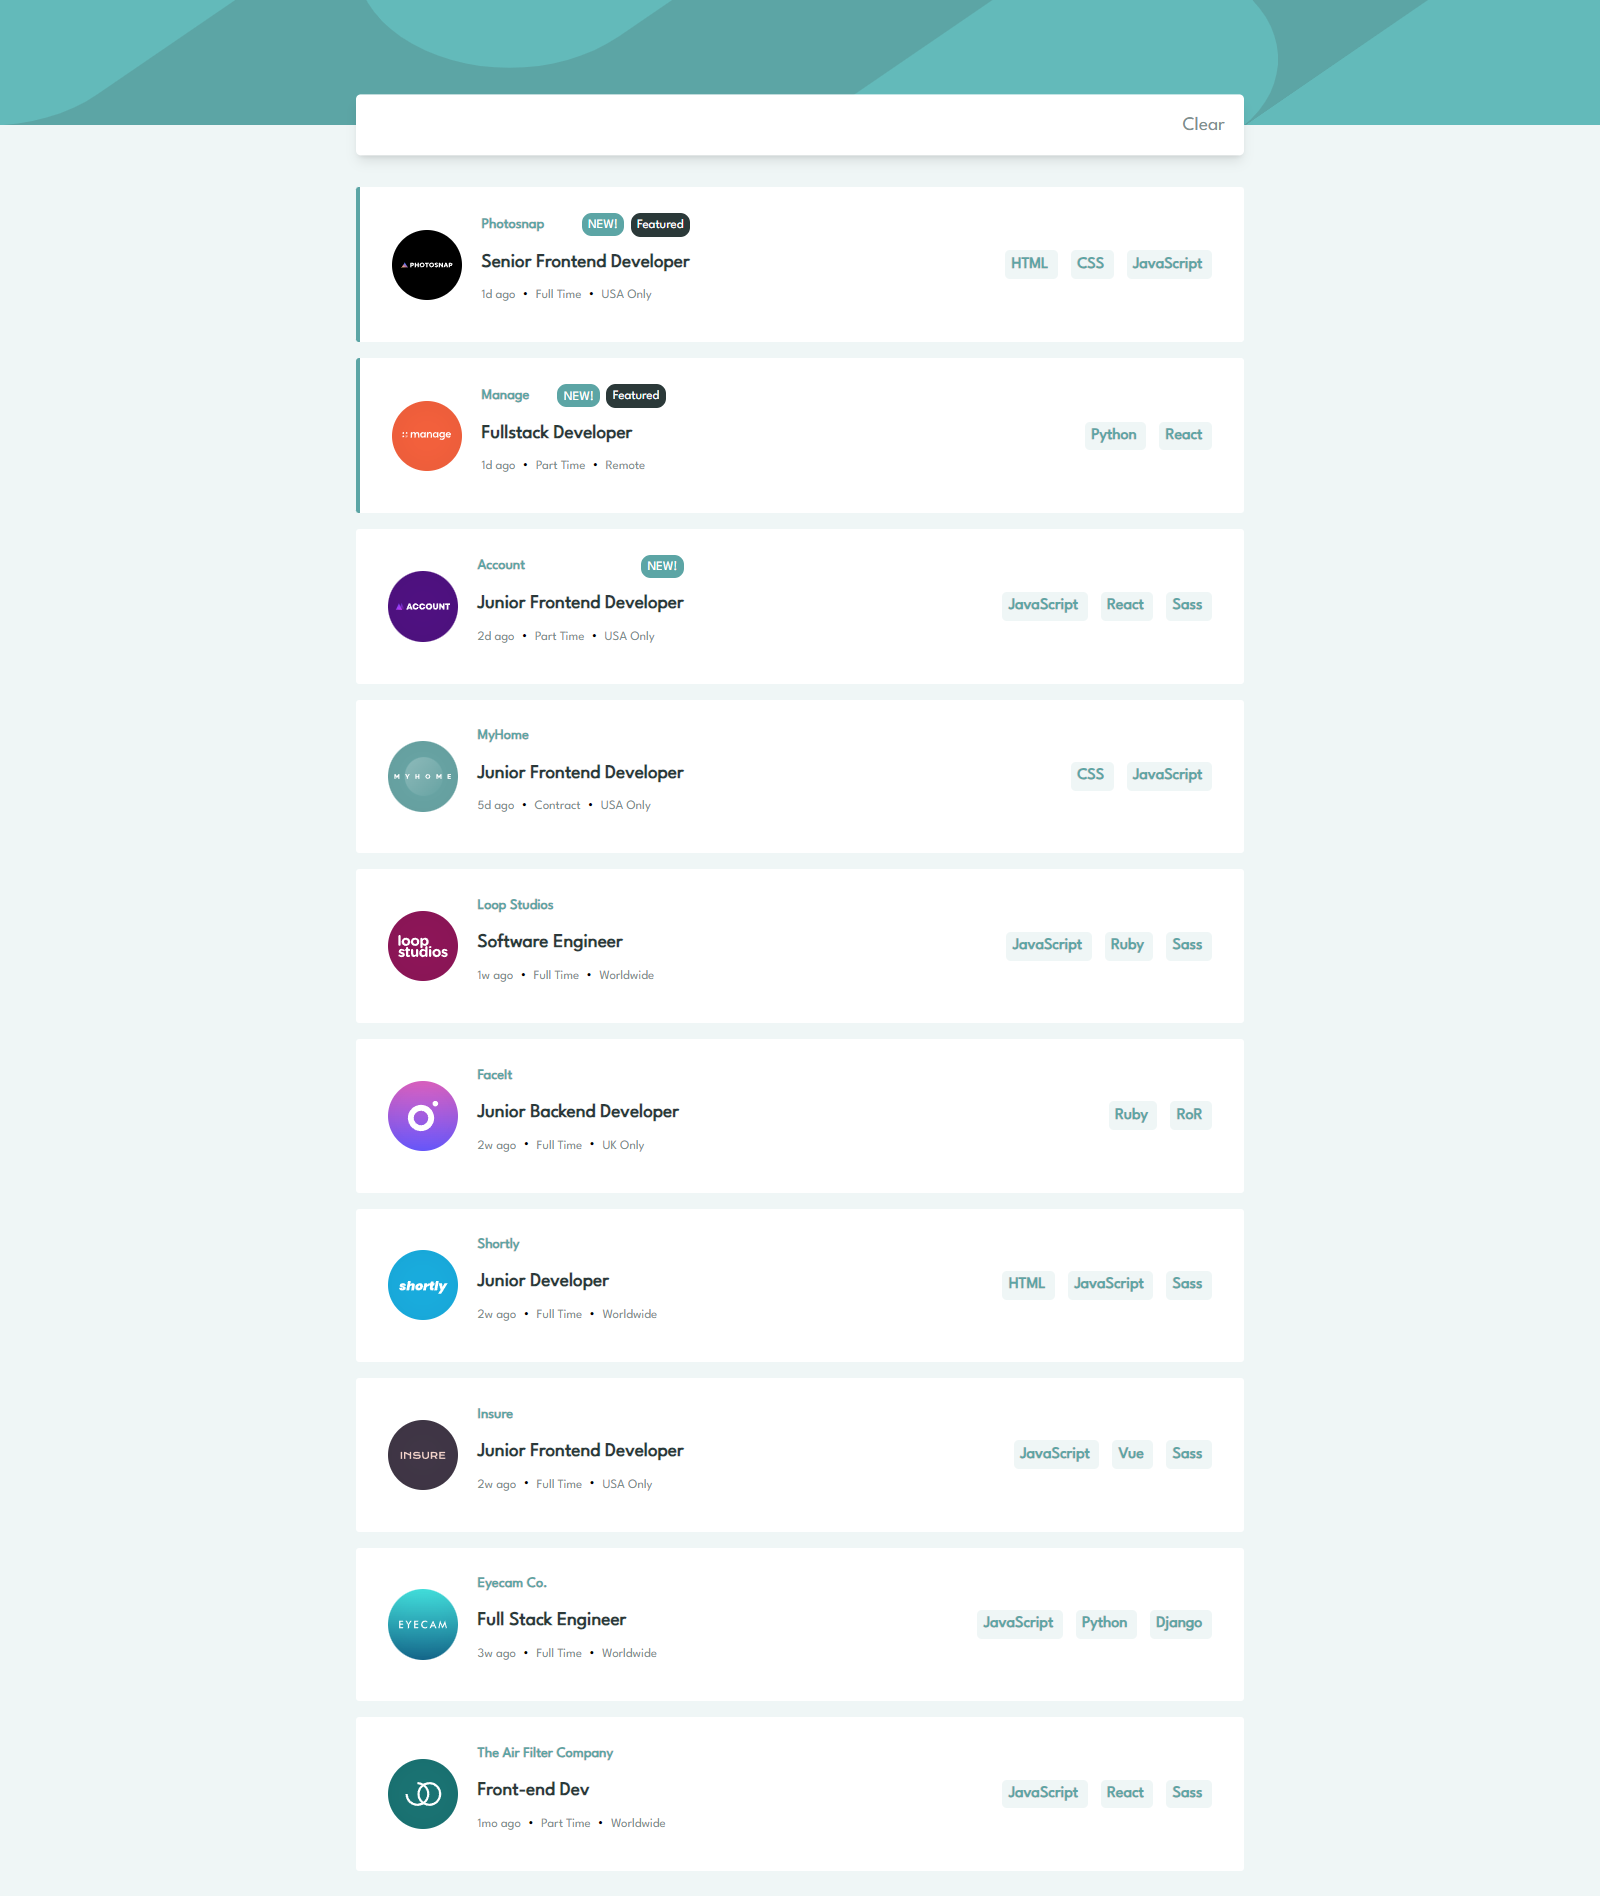 Clear
Photosnap NEW! Featured
PHOTOSNAP
Senior Frontend Developer
HTML CSS JavaScript
1d ago • Full Time • USA Only
Manage NEW! Featured
manage
Fullstack Developer
Python React
1d ago • Part Time • Remote
Account NEW!
ACCOUNT
Junior Frontend Developer
JavaScript React Sass
2d ago • Part Time • USA Only
MyHome
MYHOME
Junior Frontend Developer
CSS JavaScript
5d ago • Contract • USA Only
Loop Studios
loop
studios
Software Engineer
JavaScript Ruby Sass
1w ago • Full Time • Worldwide
FaceIt
Junior Backend Developer
Ruby RoR
2w ago • Full Time • UK Only
Shortly
shortly
Junior Developer
HTML JavaScript Sass
2w ago • Full Time • Worldwide
Insure
INSURE
Junior Frontend Developer
JavaScript Vue Sass
2w ago • Full Time • USA Only
Eyecam Co.
EYECAM
Full Stack Engineer
JavaScript Python Django
3w ago • Full Time • Worldwide
The Air Filter Company
Front-end Dev
JavaScript React Sass
1mo ago • Part Time • Worldwide